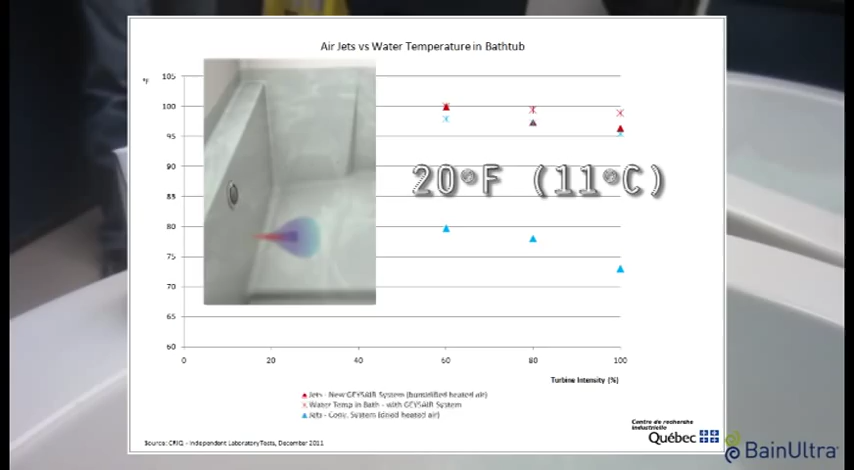 Air Jets vs Water Temperature in Bathtub
°F
105
100
95
90
85
80
75
70
65
60
0
20
40
60
80
100
20°F (11°C)
Turbine Intensity (%)
Jets - New GEYSAIR System (humidified heated air)
Water Temp in Bath - with GEYSAIR System
Jets - Conv. System (dried heated air)
Source: CRIQ - Independent Laboratory Tests, December 2011
Centre de recherche
industrielle
Québec
BainUltra